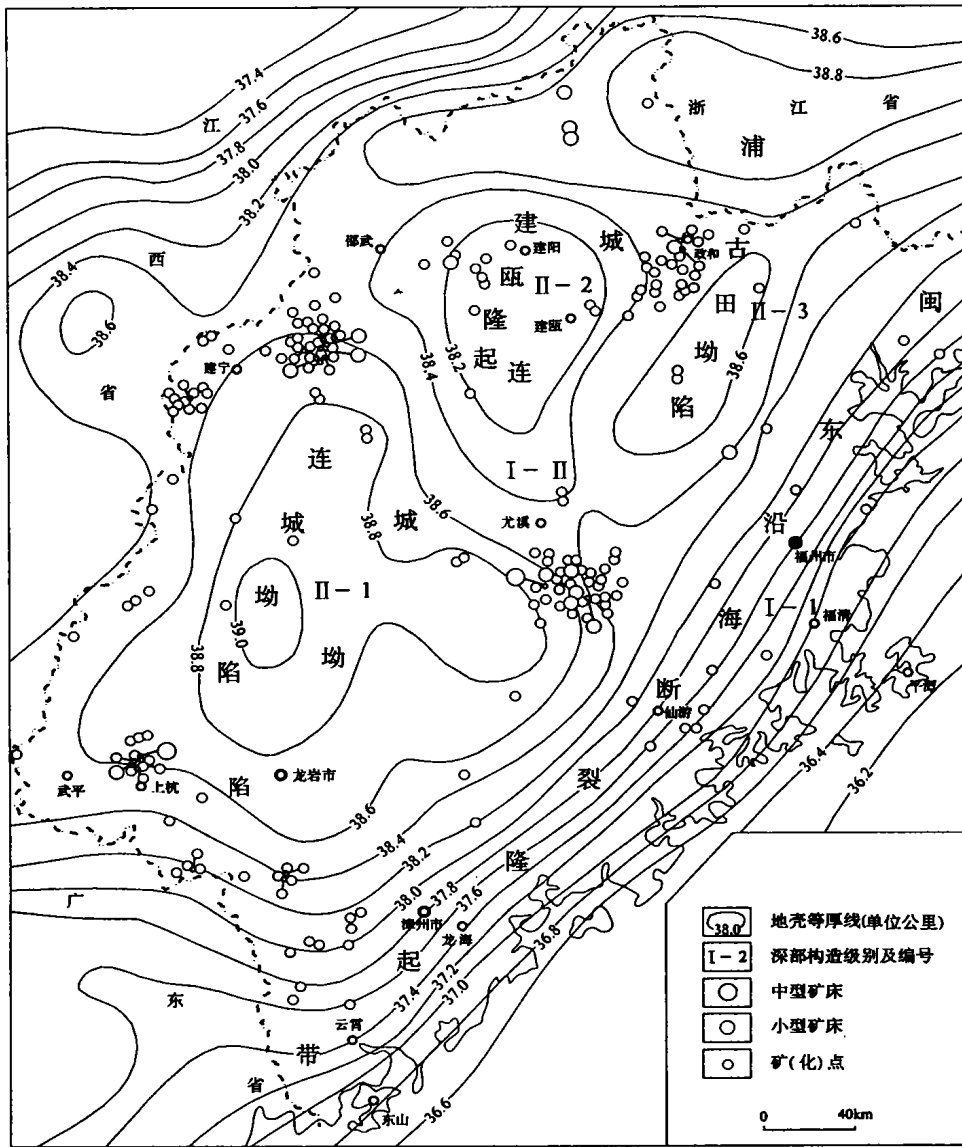 38.6
37.4
38.8
37.6
江
浙 江 省
37.8
浦
38.0
38.2
建
城
邵武
建阳
政和
古
西
38.4
瓯
II-2
田
II-3
闽
38.6
隆
建瓯
起
连
38.2
38.4
38.6
坳
陷
建宁
省
东
连
I-II
38.6
38.8
尤溪
沿
城
城
福州市
坳
II-1
39.0
海
I-1
福清
38.8
陷
坳
断
仙游
平潭
36.4
36.2
武平
上杭
陷
龙岩市
裂
38.6
38.4
38.2
隆
38.0
37.8
37.6
广
漳州市
龙海
36.8
起
37.2
37.0
37.4
东
云霄
带
省
东山
36.6
38.0 地壳等厚线(单位公里)
I-2 深部构造级别及编号
中型矿床
小型矿床
矿(化)点
0 40km